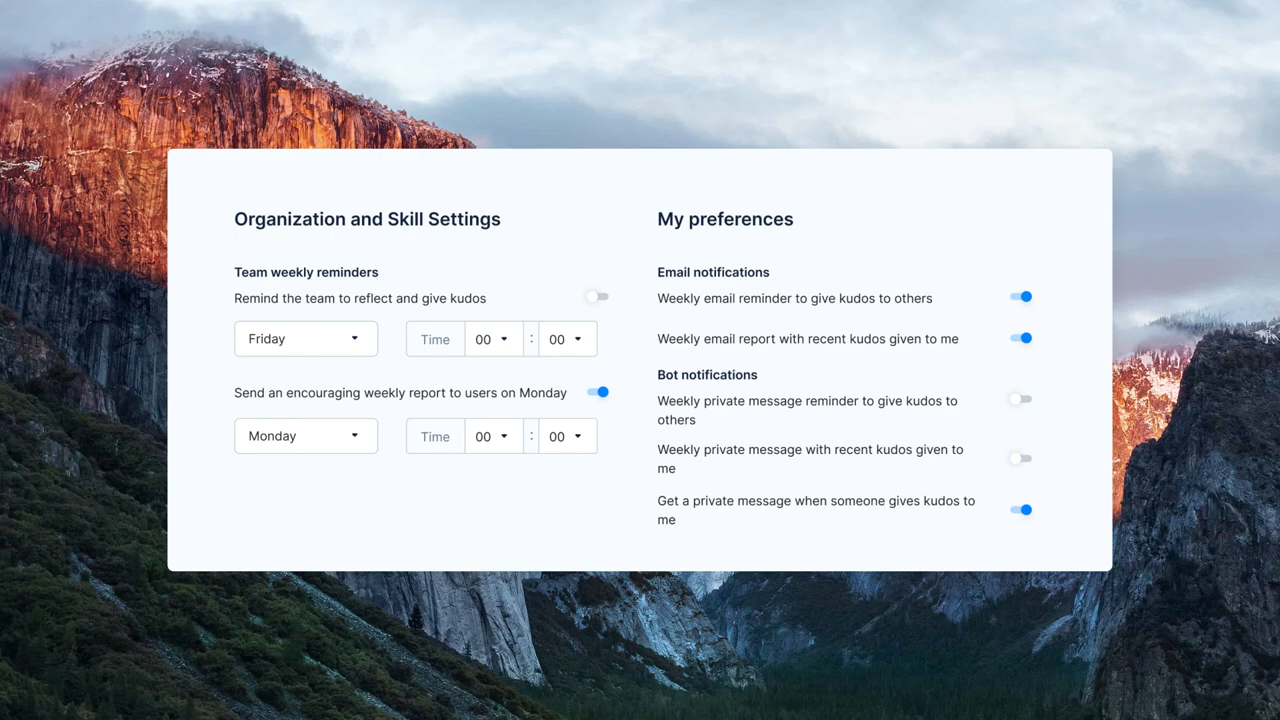 Organization and Skill Settings
Team weekly reminders
Remind the team to reflect and give kudos
Friday
Time 00 : 00
Send an encouraging weekly report to users on Monday
Monday
Time 00 : 00
My preferences
Email notifications
Weekly email reminder to give kudos to others
Weekly email report with recent kudos given to me
Bot notifications
Weekly private message reminder to give kudos to
others
Weekly private message with recent kudos given to
me
Get a private message when someone gives kudos to
me